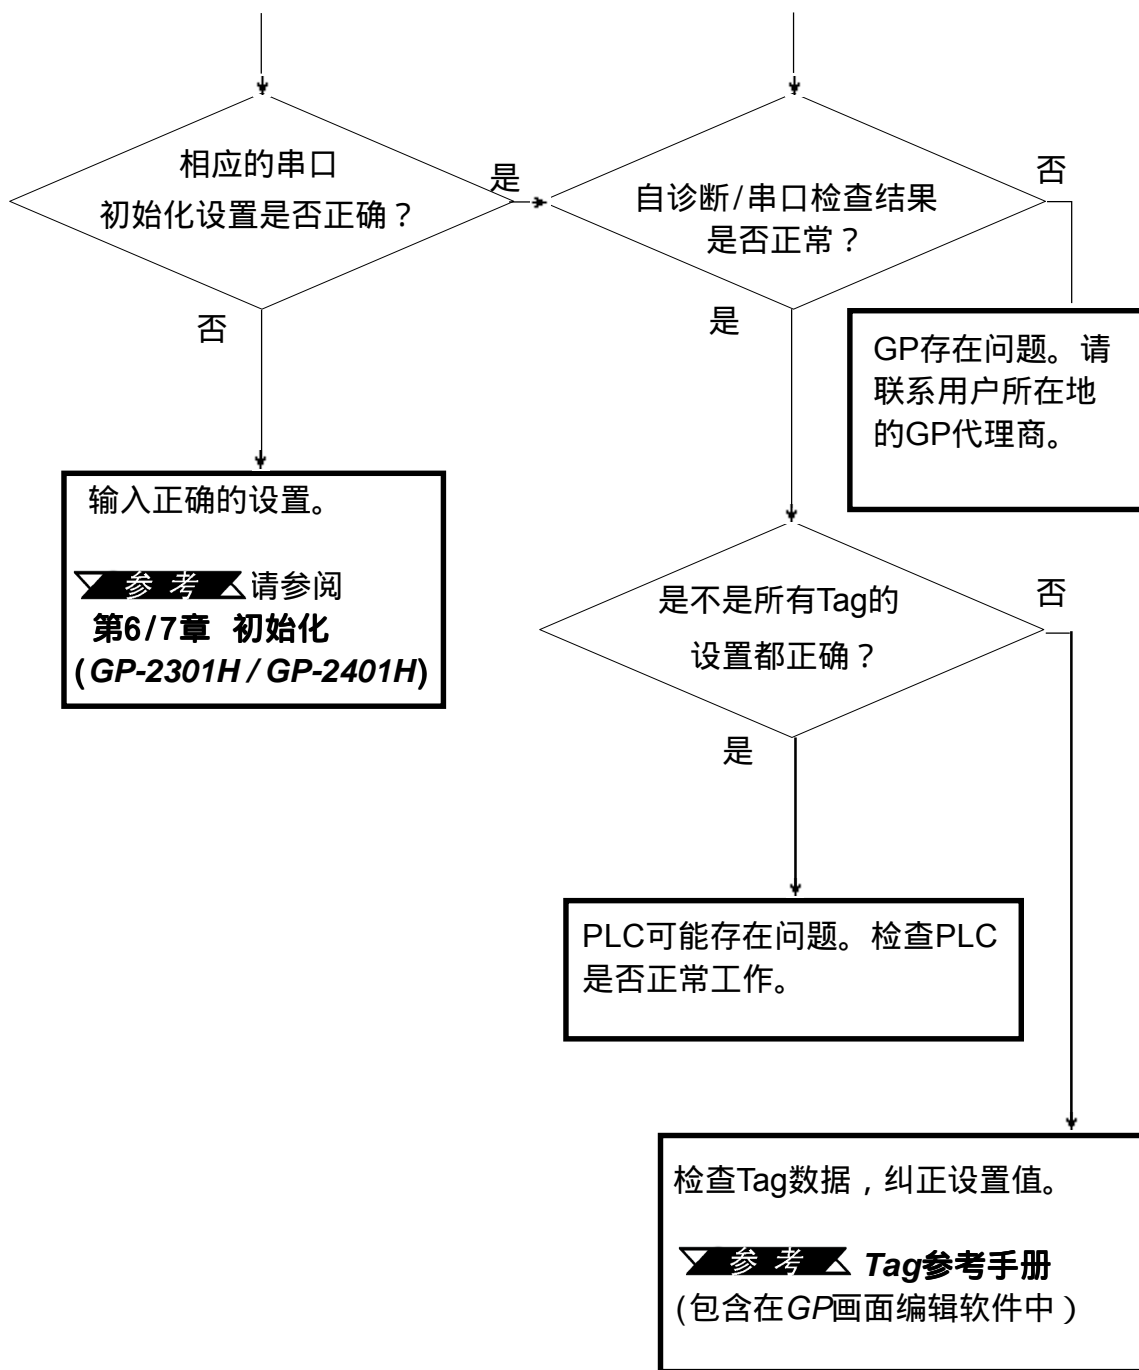 相应的串口
初始化设置是否正确？
是
否
自诊断/串口检查结果
是否正常？
否
是
GP存在问题。请
联系用户所在地
的GP代理商。
输入正确的设置。
参 考 请参阅
第6/7章 初始化
(GP-2301H / GP-2401H)
是不是所有Tag的
设置都正确？
否
是
PLC可能存在问题。检查PLC
是否正常工作。
检查Tag数据，纠正设置值。
参 考 Tag参考手册
(包含在GP画面编辑软件中）